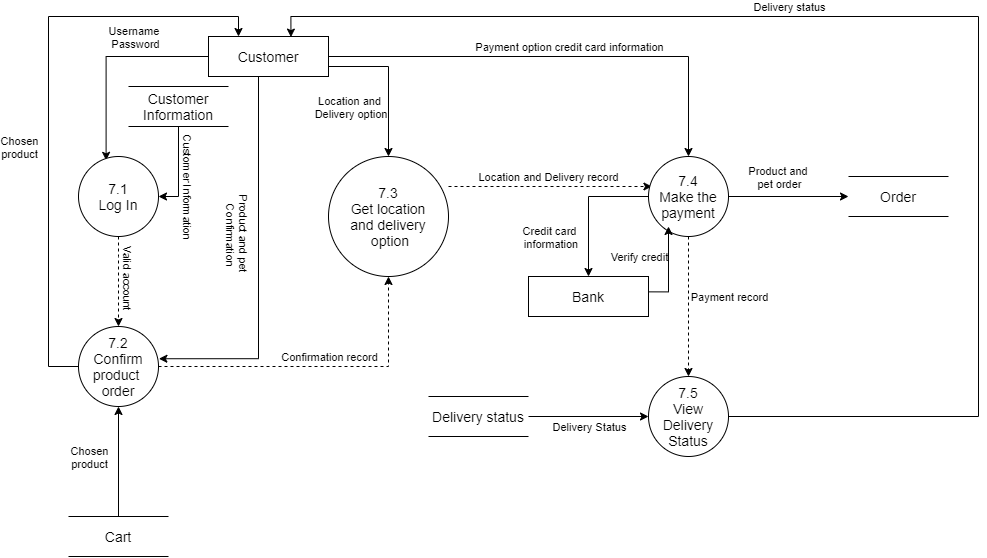 Delivery status
Username
Password
Customer
Payment option credit card information
Customer
Information
Location and
Delivery option
Chosen
product
Customer Information
7.1
Log In
7.3
Get location
and delivery
option
Location and Delivery record
7.4
Make the
payment
Product and
pet order
Order
Product and pet
Confirmation
Credit card
information
Verify credit
Valid account
Bank
Payment record
7.2
Confirm
product
order
Confirmation record
7.5
View
Delivery
Status
Delivery status
Delivery Status
Chosen
product
Cart